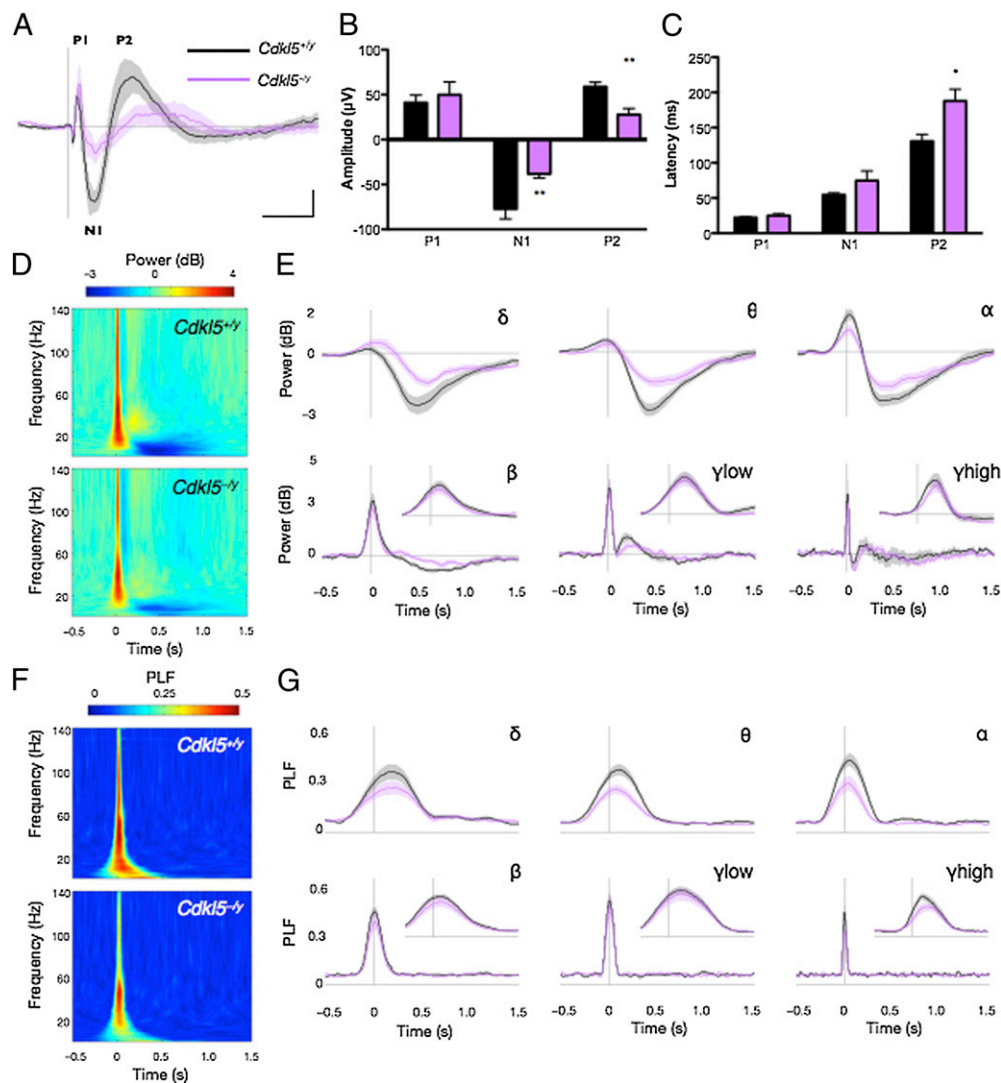 A
P1 P2
Cdkl5+/y
Cdkl5−/y
N1
B
Amplitude (µV)
100
50
0
-50
-100
**
**
P1 N1 P2
C
Latency (ms)
250
200
150
100
50
0
*
P1 N1 P2
D
Power (dB)
−3 0 4
Frequency (Hz)
140
100
60
20
Cdkl5+/y
Frequency (Hz)
140
100
60
20
Cdkl5−/y
−0.5 0 0.5 1.0 1.5
Time (s)
E
Power (dB)
2
0
−3
δ
θ
α
Power (dB)
5
3
0
β
γlow
γhigh
−0.5 0 0.5 1.0 1.5
Time (s)
−0.5 0 0.5 1.0 1.5
Time (s)
−0.5 0 0.5 1.0 1.5
Time (s)
F
PLF
0 0.25 0.5
Frequency (Hz)
140
100
60
20
Cdkl5+/y
Frequency (Hz)
140
100
60
20
Cdkl5−/y
−0.5 0 0.5 1.0 1.5
Time (s)
G
PLF
0.6
0.3
0
δ
θ
α
PLF
0.6
0.3
0
β
γlow
γhigh
−0.5 0 0.5 1.0 1.5
Time (s)
−0.5 0 0.5 1.0 1.5
Time (s)
−0.5 0 0.5 1.0 1.5
Time (s)